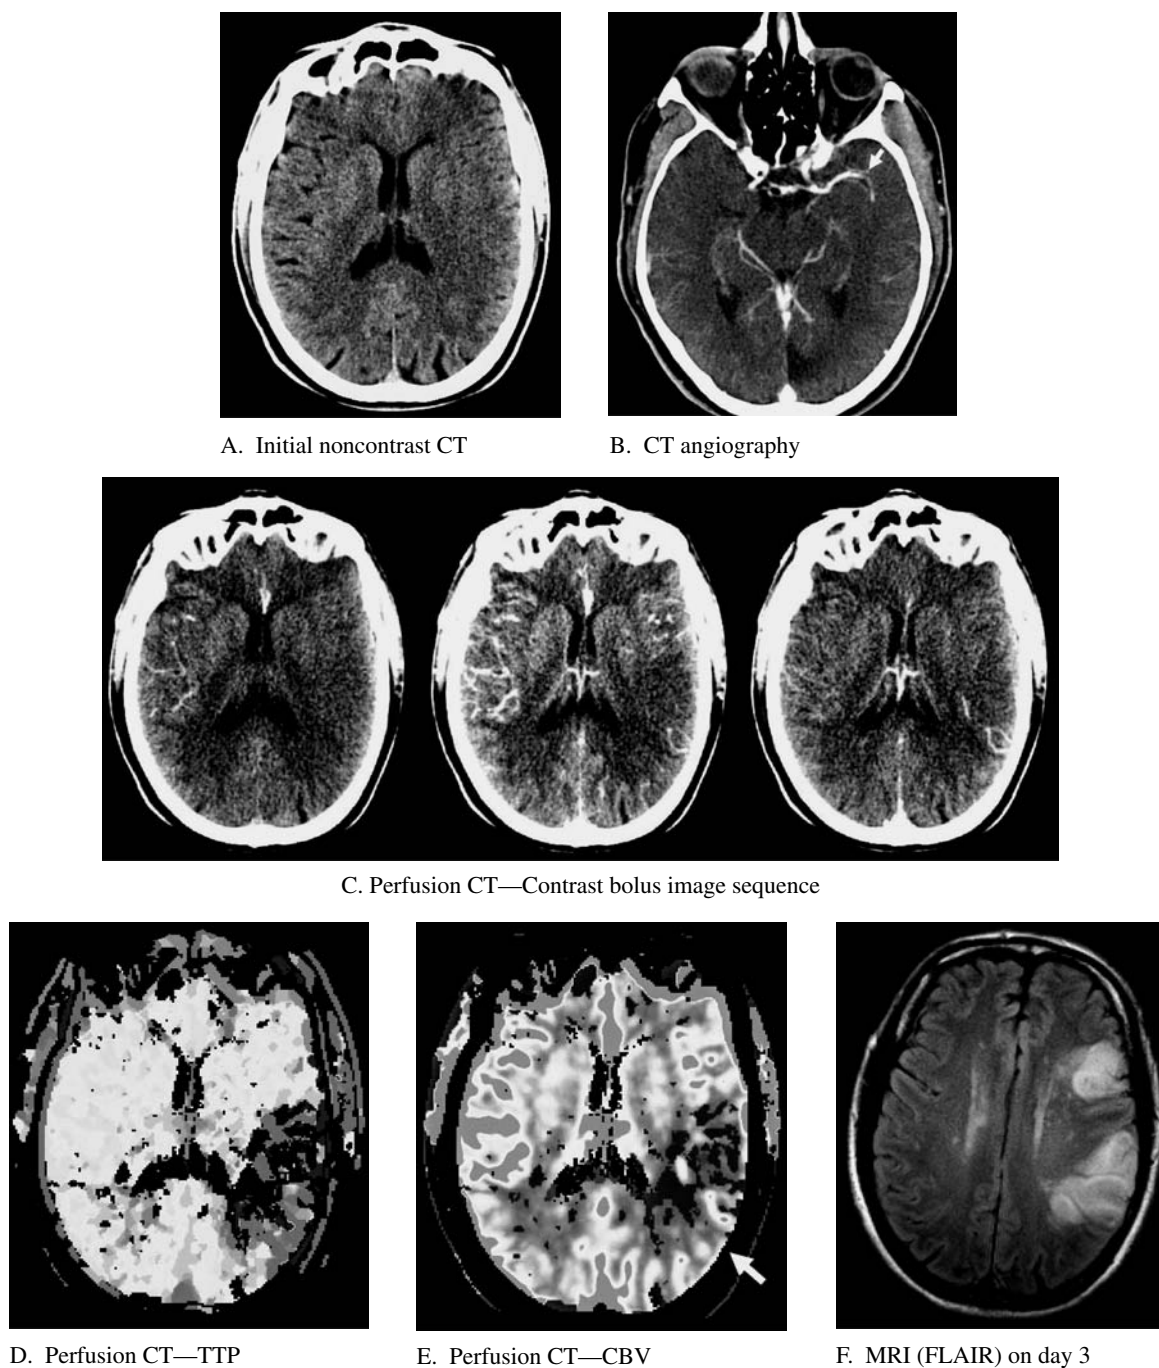 A. Initial noncontrast CT
B. CT angiography
C. Perfusion CT—Contrast bolus image sequence
D. Perfusion CT—TTP
E. Perfusion CT—CBV
F. MRI (FLAIR) on day 3